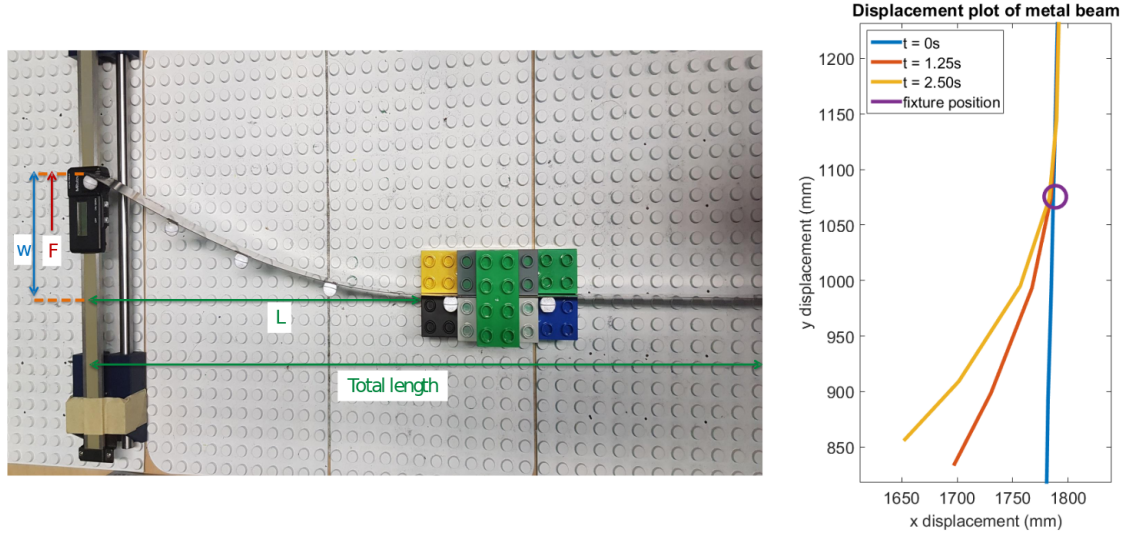 w
F
L
Total length
Displacement plot of metal beam
t = 0s
t = 1.25s
t = 2.50s
fixture position
1200
1150
1100
1050
1000
950
900
850
y displacement (mm)
1650 1700 1750 1800
x displacement (mm)